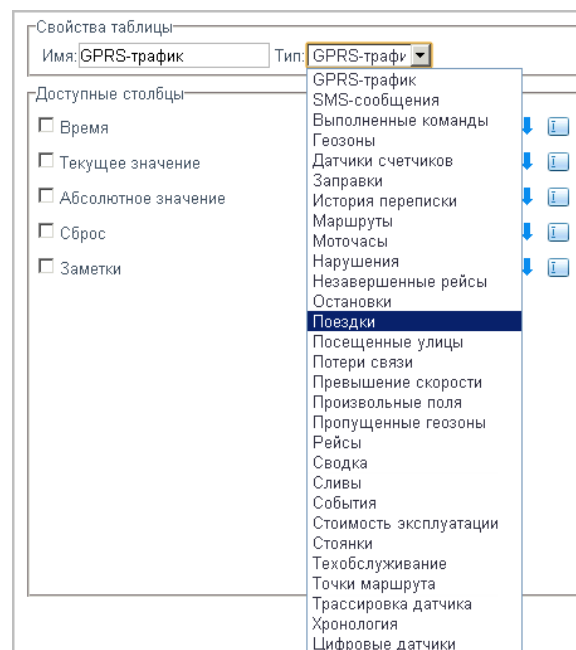 Свойства таблицы
Имя: GPRS-трафик Тип: GPRS-трафи
Доступные столбцы
Время
Текущее значение
Абсолютное значение
Сброс
Заметки
GPRS-трафик
SMS-сообщения
Выполненные команды
Геозоны
Датчики счетчиков
Заправки
История переписки
Маршруты
Моточасы
Нарушения
Незавершенные рейсы
Остановки
Поездки
Посещенные улицы
Потери связи
Превышение скорости
Произвольные поля
Пропущенные геозоны
Рейсы
Сводка
Сливы
События
Стоимость эксплуатации
Стоянки
Техобслуживание
Точки маршрута
Трассировка датчика
Хронология
Цифровые датчики